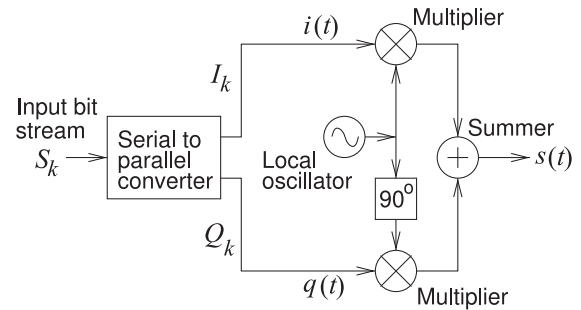 Multiplier
i(t)
I_k
Input bit
stream
S_k
Serial to
parallel
converter
Local
oscillator
90°
Summer
+
s(t)
Q_k
q(t)
Multiplier